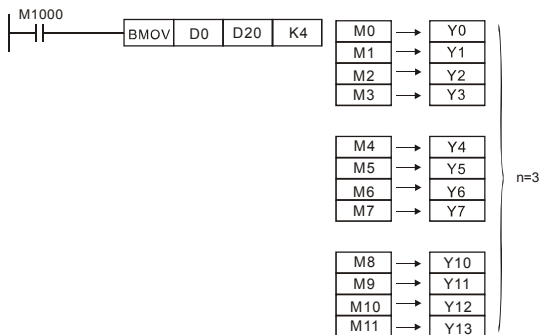 M1000
BMOV D0 D20 K4
M0 Y0
M1 Y1
M2 Y2
M3 Y3
M4 Y4
M5 Y5
M6 Y6
M7 Y7
n=3
M8 Y10
M9 Y11
M10 Y12
M11 Y13